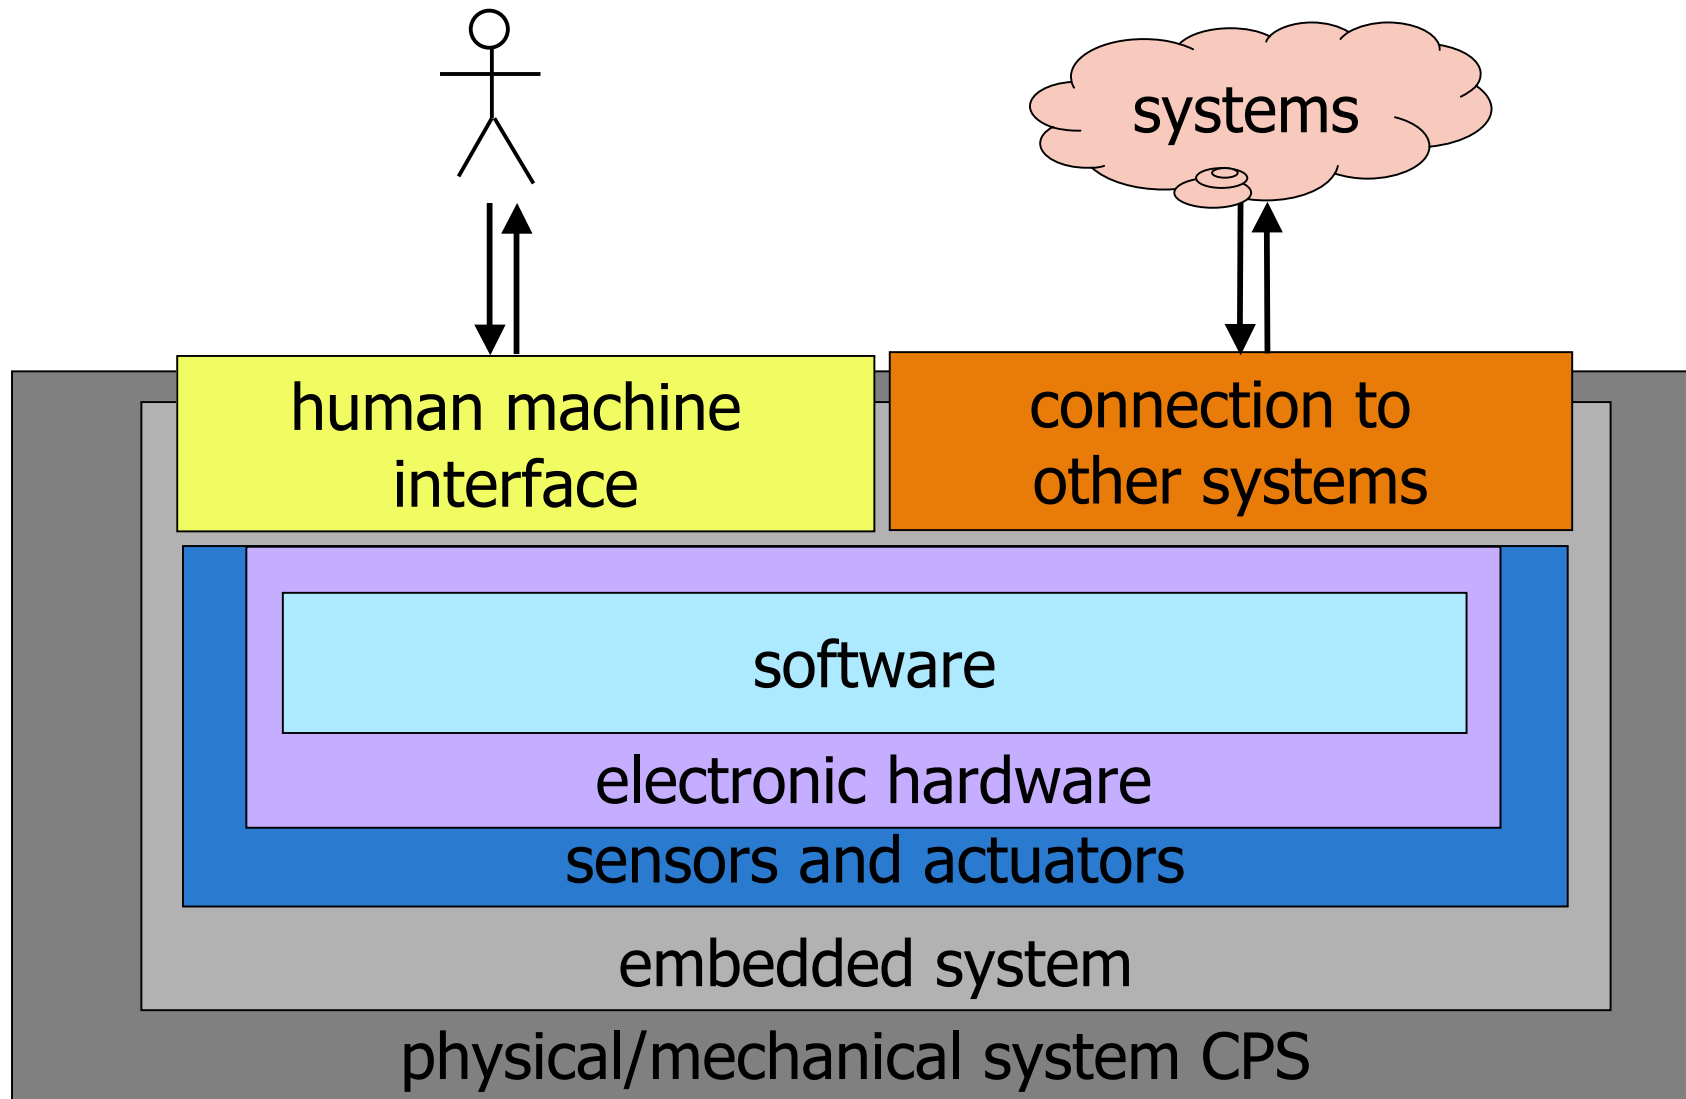 systems
human machine
interface
connection to
other systems
software
electronic hardware
sensors and actuators
embedded system
physical/mechanical system CPS